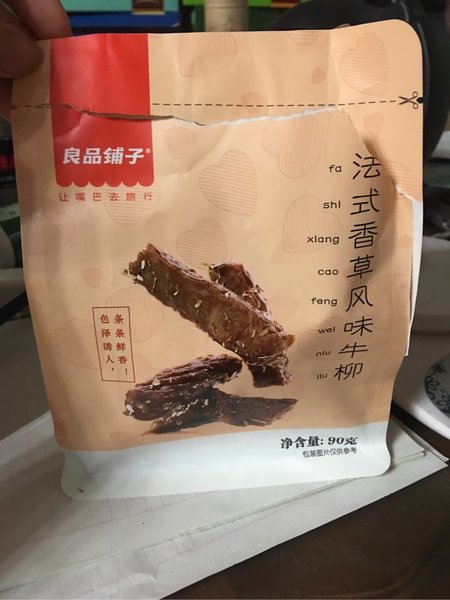 良品铺子®
让嘴巴去旅行
法式香草风味牛柳
fa
shi
xiang
cao
feng
wei
niu
liu
条条鲜香！
色泽诱人，
净含量: 90克
包装图片仅供参考